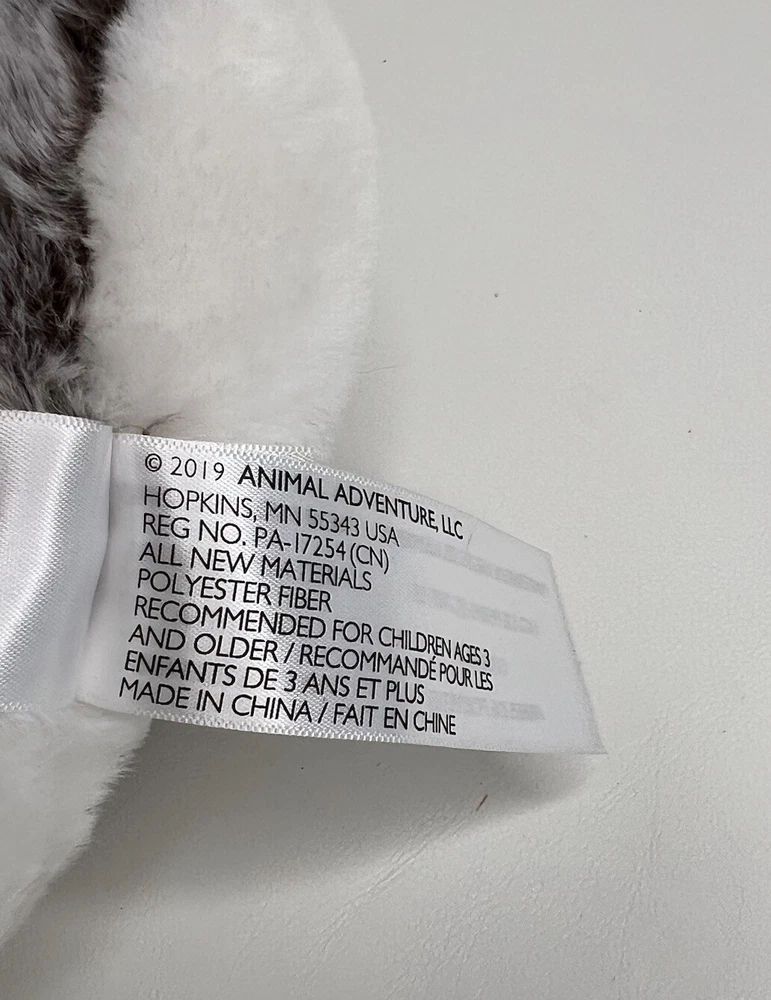 © 2019 ANIMAL ADVENTURE, LLC
HOPKINS, MN 55343 USA
REG NO. PA-17254 (CN)
ALL NEW MATERIALS
POLYESTER FIBER
RECOMMENDED FOR CHILDREN AGES 3
AND OLDER / RECOMMANDÉ POUR LES
ENFANTS DE 3 ANS ET PLUS
MADE IN CHINA / FAIT EN CHINE